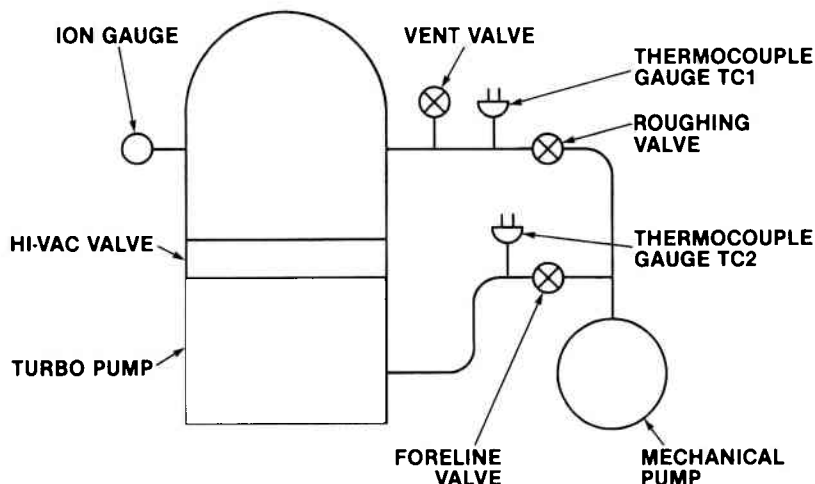 ION GAUGE
VENT VALVE
THERMOCOUPLE
GAUGE TC1
ROUGHING
VALVE
HI-VAC VALVE
THERMOCOUPLE
GAUGE TC2
TURBO PUMP
FORELINE
VALVE
MECHANICAL
PUMP